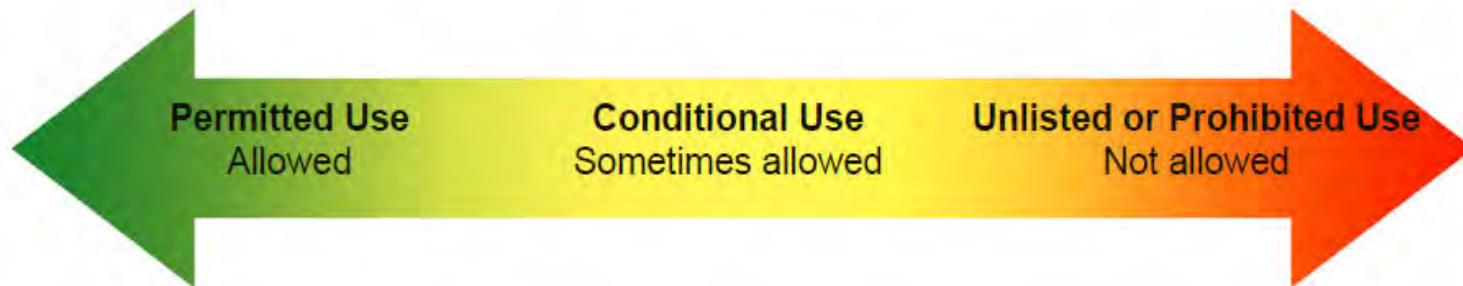 Permitted Use
Allowed
Conditional Use
Sometimes allowed
Unlisted or Prohibited Use
Not allowed